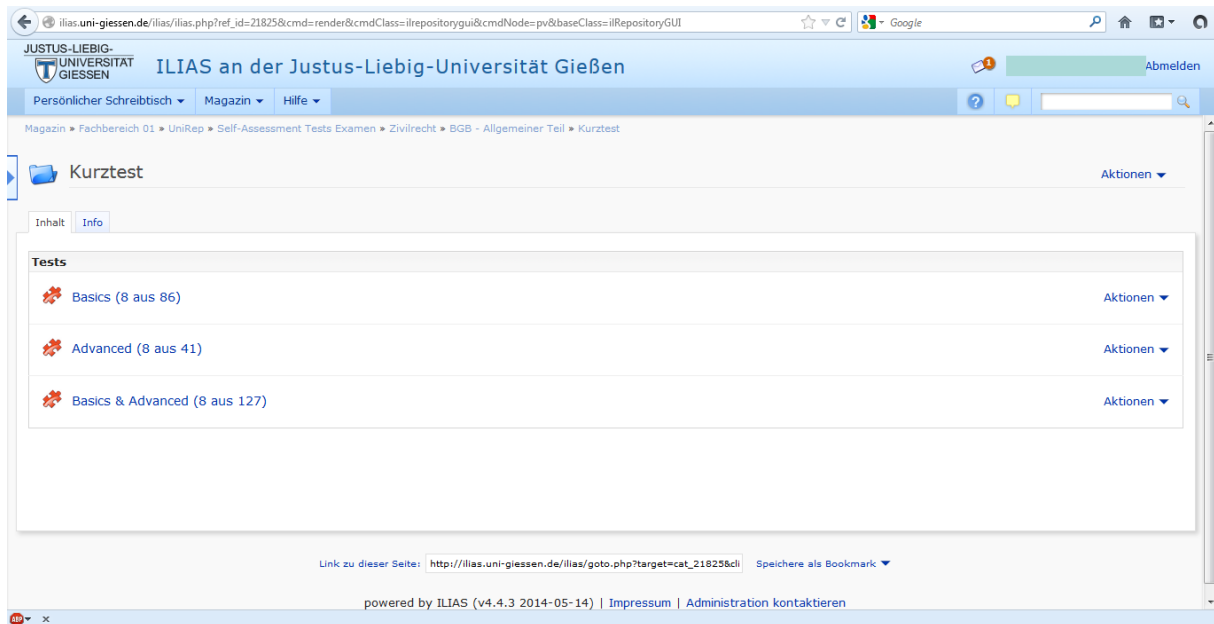 ilias.uni-giessen.de/ilias/ilias.php?ref_id=21825&cmd=render&cmdClass=ilrepositorygui&cmdNode=pv&baseClass=ilRepositoryGUI Google
JUSTUS-LIEBIG-
UNIVERSITÄT
GIESSEN
ILIAS an der Justus-Liebig-Universität Gießen
1
Abmelden
Persönlicher Schreibtisch Magazin Hilfe ?
Magazin » Fachbereich 01 » UniRep » Self-Assessment Tests Examen » Zivilrecht » BGB - Allgemeiner Teil » Kurztest
Kurztest Aktionen
Inhalt Info
Tests
Basics (8 aus 86) Aktionen
Advanced (8 aus 41) Aktionen
Basics & Advanced (8 aus 127) Aktionen
Link zu dieser Seite: http://ilias.uni-giessen.de/ilias/goto.php?target=cat_21825&cli Speichere als Bookmark
powered by ILIAS (v4.4.3 2014-05-14) | Impressum | Administration kontaktieren
ABP x